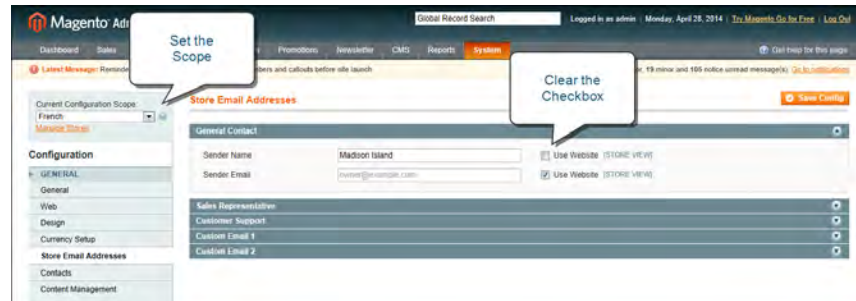 Magento Adm
Global Record Search
Logged in as admin | Monday, April 28, 2014 | Try Magento Go for Free | Log Out
Set the
Scope
Dashboard Sales Promotions Newsletter CMS Reports System Get help for this page
Latest Message: Reminde bers and callouts before site launch or, 19 minor and 105 notice unread message(s). Go to notifications
Clear the
Checkbox
Current Configuration Scope:
French
Manage Stores
Store Email Addresses
Save Config
General Contact
Configuration
Sender Name Madison Island Use Website [STORE VIEW]
GENERAL
Sender Email owner@example.com Use Website [STORE VIEW]
General
Web
Sales Representative
Design
Customer Support
Currency Setup
Custom Email 1
Custom Email 2
Store Email Addresses
Contacts
Content Management